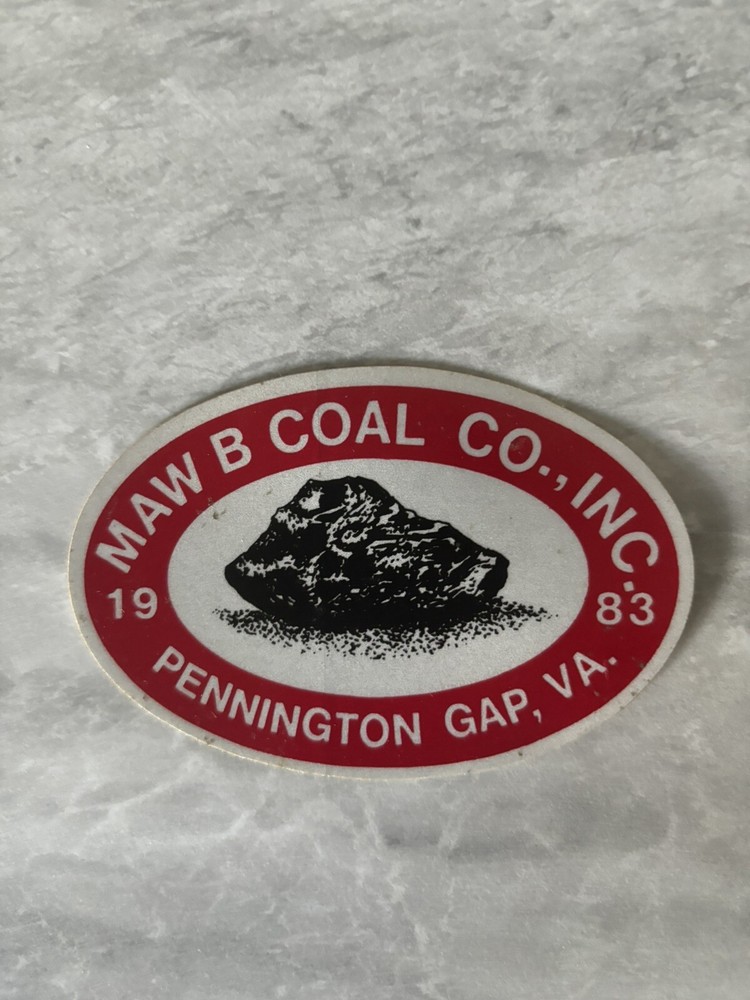 MAW B COAL CO., INC.
19 83
PENNINGTON GAP, VA.